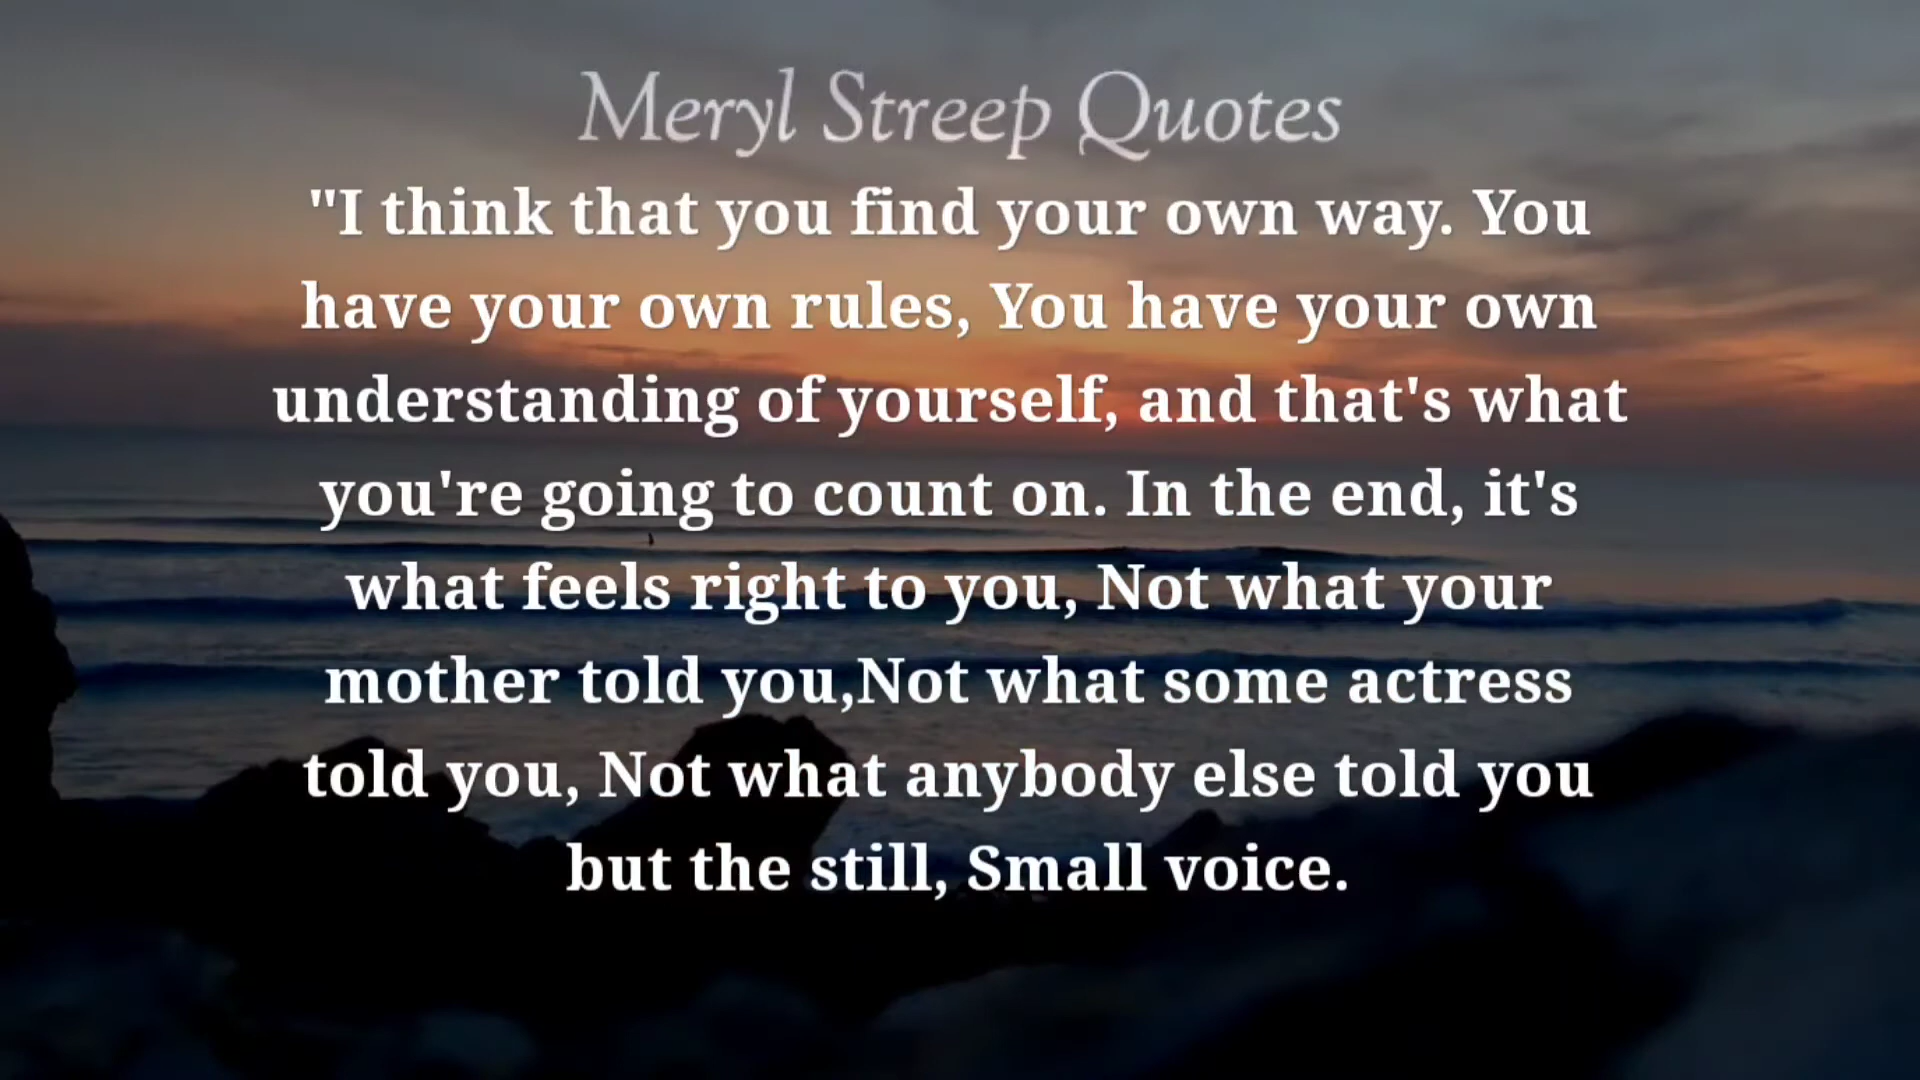 Meryl Streep Quotes
"I think that you find your own way. You
have your own rules, You have your own
understanding of yourself, and that's what
you're going to count on. In the end, it's
what feels right to you, Not what your
mother told you,Not what some actress
told you, Not what anybody else told you
but the still, Small voice.